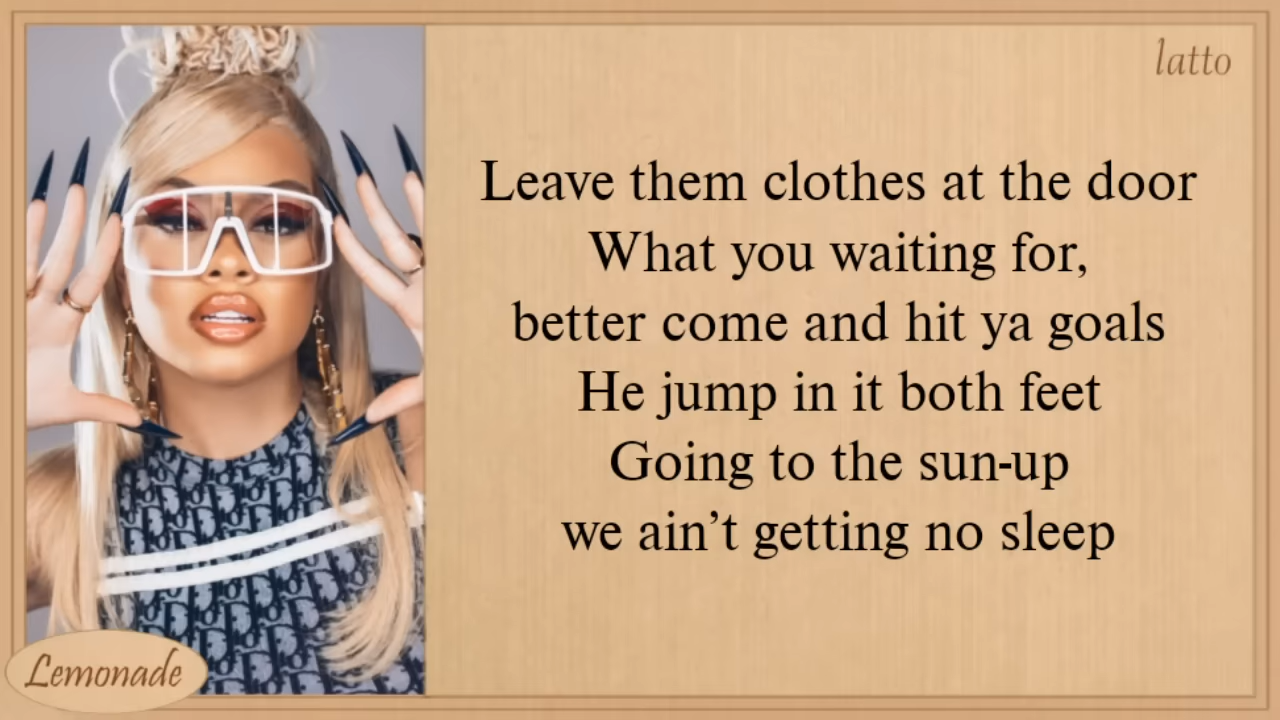 latto
Leave them clothes at the door
What you waiting for,
better come and hit ya goals
He jump in it both feet
Going to the sun-up
we ain’t getting no sleep
Lemonade